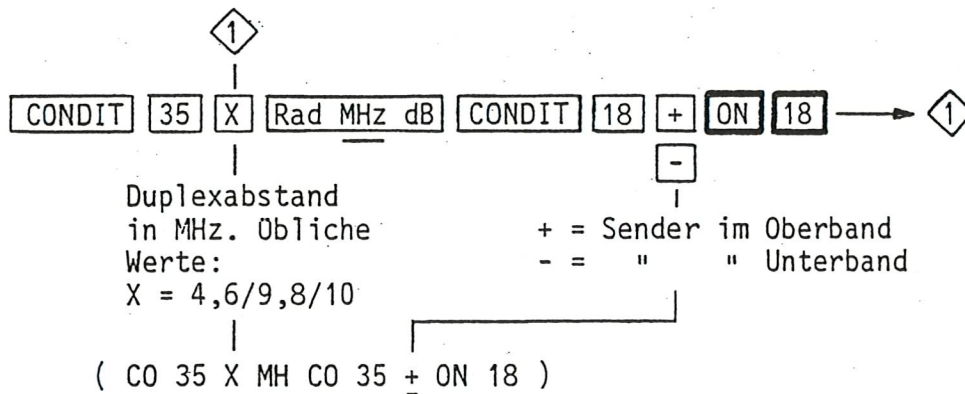 1
CONDIT 35 X Rad MHz dB CONDIT 18 + ON 18 1
-
Duplexabstand
in MHz. Übliche
Werte:
X = 4,6/9,8/10
+ = Sender im Oberband
- = " " Unterband
( CO 35 X MH CO 35 ± ON 18 )